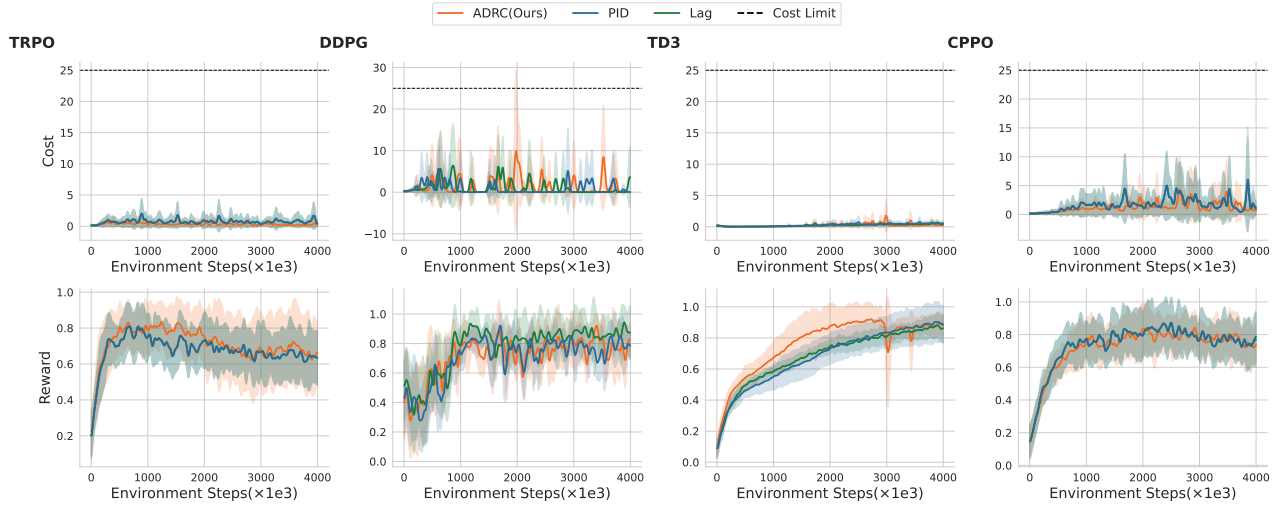 ADRC(Ours) PID Lag Cost Limit
TRPO DDPG TD3 CPPO
Cost
25
20
15
10
5
0
0 1000 2000 3000 4000
Environment Steps(×1e3)
30
20
10
0
−10
0 1000 2000 3000 4000
Environment Steps(×1e3)
25
20
15
10
5
0
0 1000 2000 3000 4000
Environment Steps(×1e3)
25
20
15
10
5
0
0 1000 2000 3000 4000
Environment Steps(×1e3)
Reward
1.0
0.8
0.6
0.4
0.2
0 1000 2000 3000 4000
Environment Steps(×1e3)
1.0
0.8
0.6
0.4
0.2
0.0
0 1000 2000 3000 4000
Environment Steps(×1e3)
1.0
0.8
0.6
0.4
0.2
0.0
0 1000 2000 3000 4000
Environment Steps(×1e3)
1.0
0.8
0.6
0.4
0.2
0.0
0 1000 2000 3000 4000
Environment Steps(×1e3)